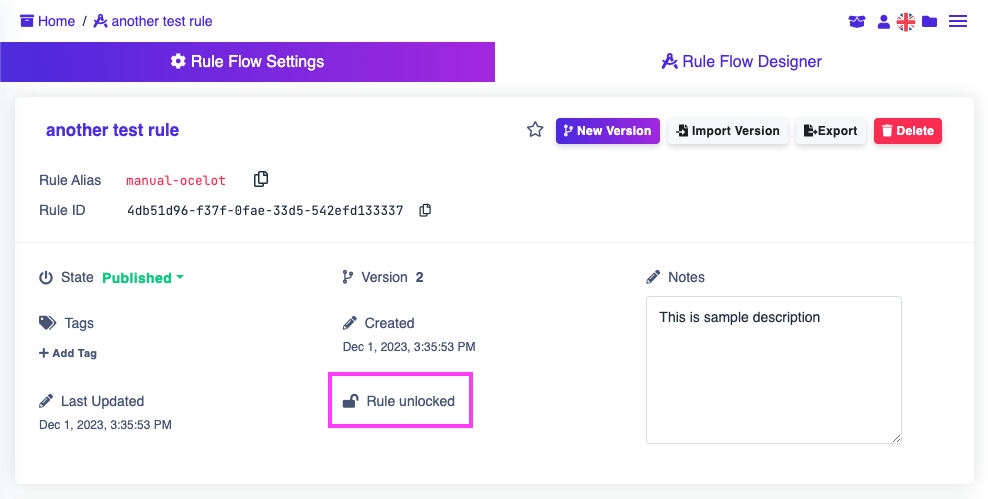 Home / another test rule
Rule Flow Settings
Rule Flow Designer
another test rule
New Version
Import Version
Export
Delete
Rule Alias manual-ocelot
Rule ID 4db51d96-f37f-0fae-33d5-542efd133337
State Published
Version 2
Notes
This is sample description
Tags
+ Add Tag
Created
Dec 1, 2023, 3:35:53 PM
Last Updated
Dec 1, 2023, 3:35:53 PM
Rule unlocked